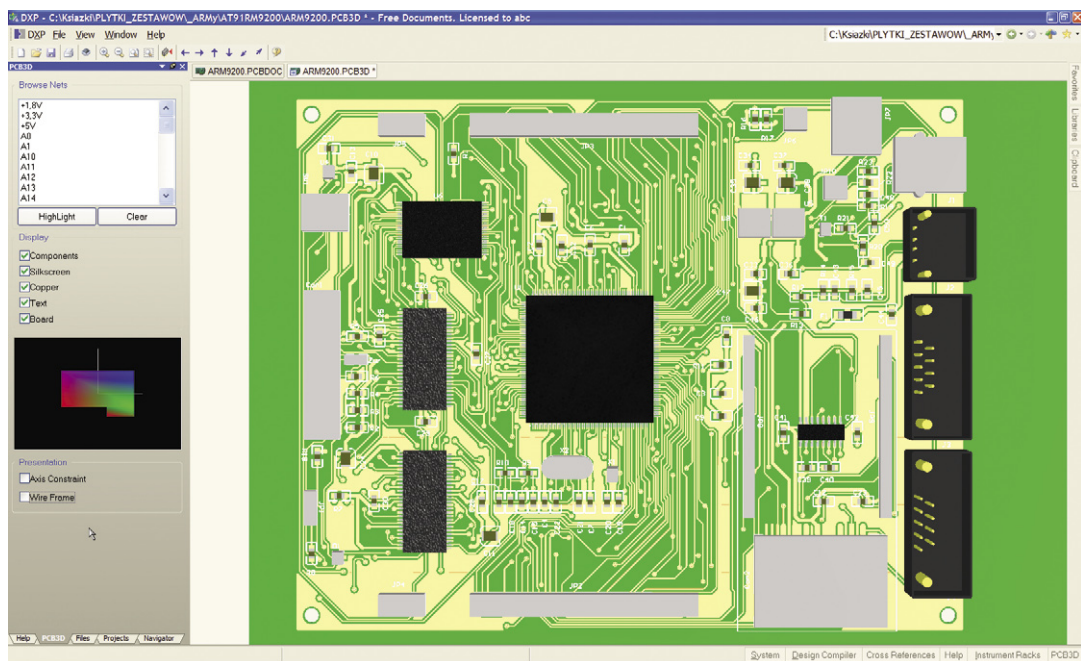 DXP - C:\Ksiazki\PLYTKI_ZESTAWOW\_ARMy\AT91RM9200\ARM9200.PCB3D * - Free Documents. Licensed to abc
DXP File View Window Help
C:\Ksiazki\PLYTKI_ZESTAWOW\_ARMy
PCB3D
ARM9200.PCBDOC ARM9200.PCB3D *
Browse Nets
+1,8V
+3,3V
+5V
A0
A1
A10
A11
A12
A13
A14
HighLight Clear
Display
Components
Silkscreen
Copper
Text
Board
Presentation
Axis Constraint
Wire Frame
Favorites
Libraries
Clipboard
JP3
JP2
Help PCB3D Files Projects Navigator
System Design Compiler Cross References Help Instrument Racks PCB3D